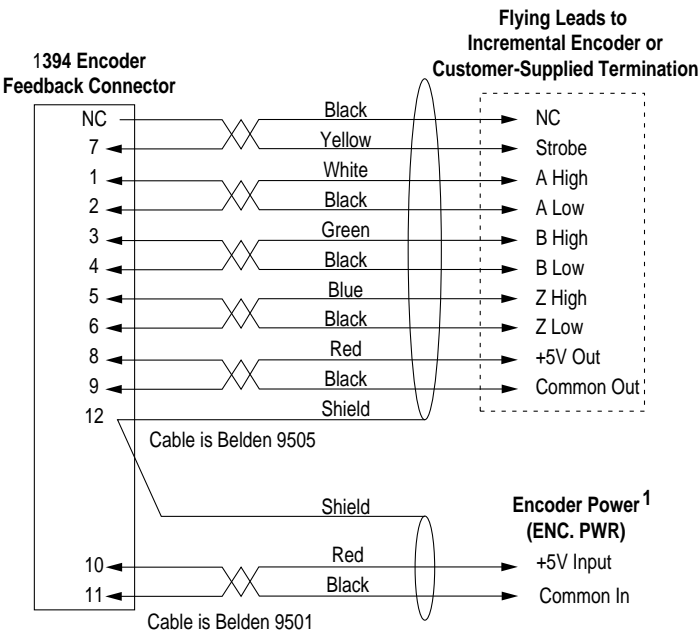 Flying Leads to
Incremental Encoder or
Customer-Supplied Termination
1394 Encoder
Feedback Connector
NC Black NC
7 Yellow Strobe
1 White A High
2 Black A Low
3 Green B High
4 Black B Low
5 Blue Z High
6 Black Z Low
8 Red +5V Out
9 Black Common Out
12 Shield
Cable is Belden 9505
Shield
Encoder Power 1
(ENC. PWR)
10 Red +5V Input
11 Black Common In
Cable is Belden 9501